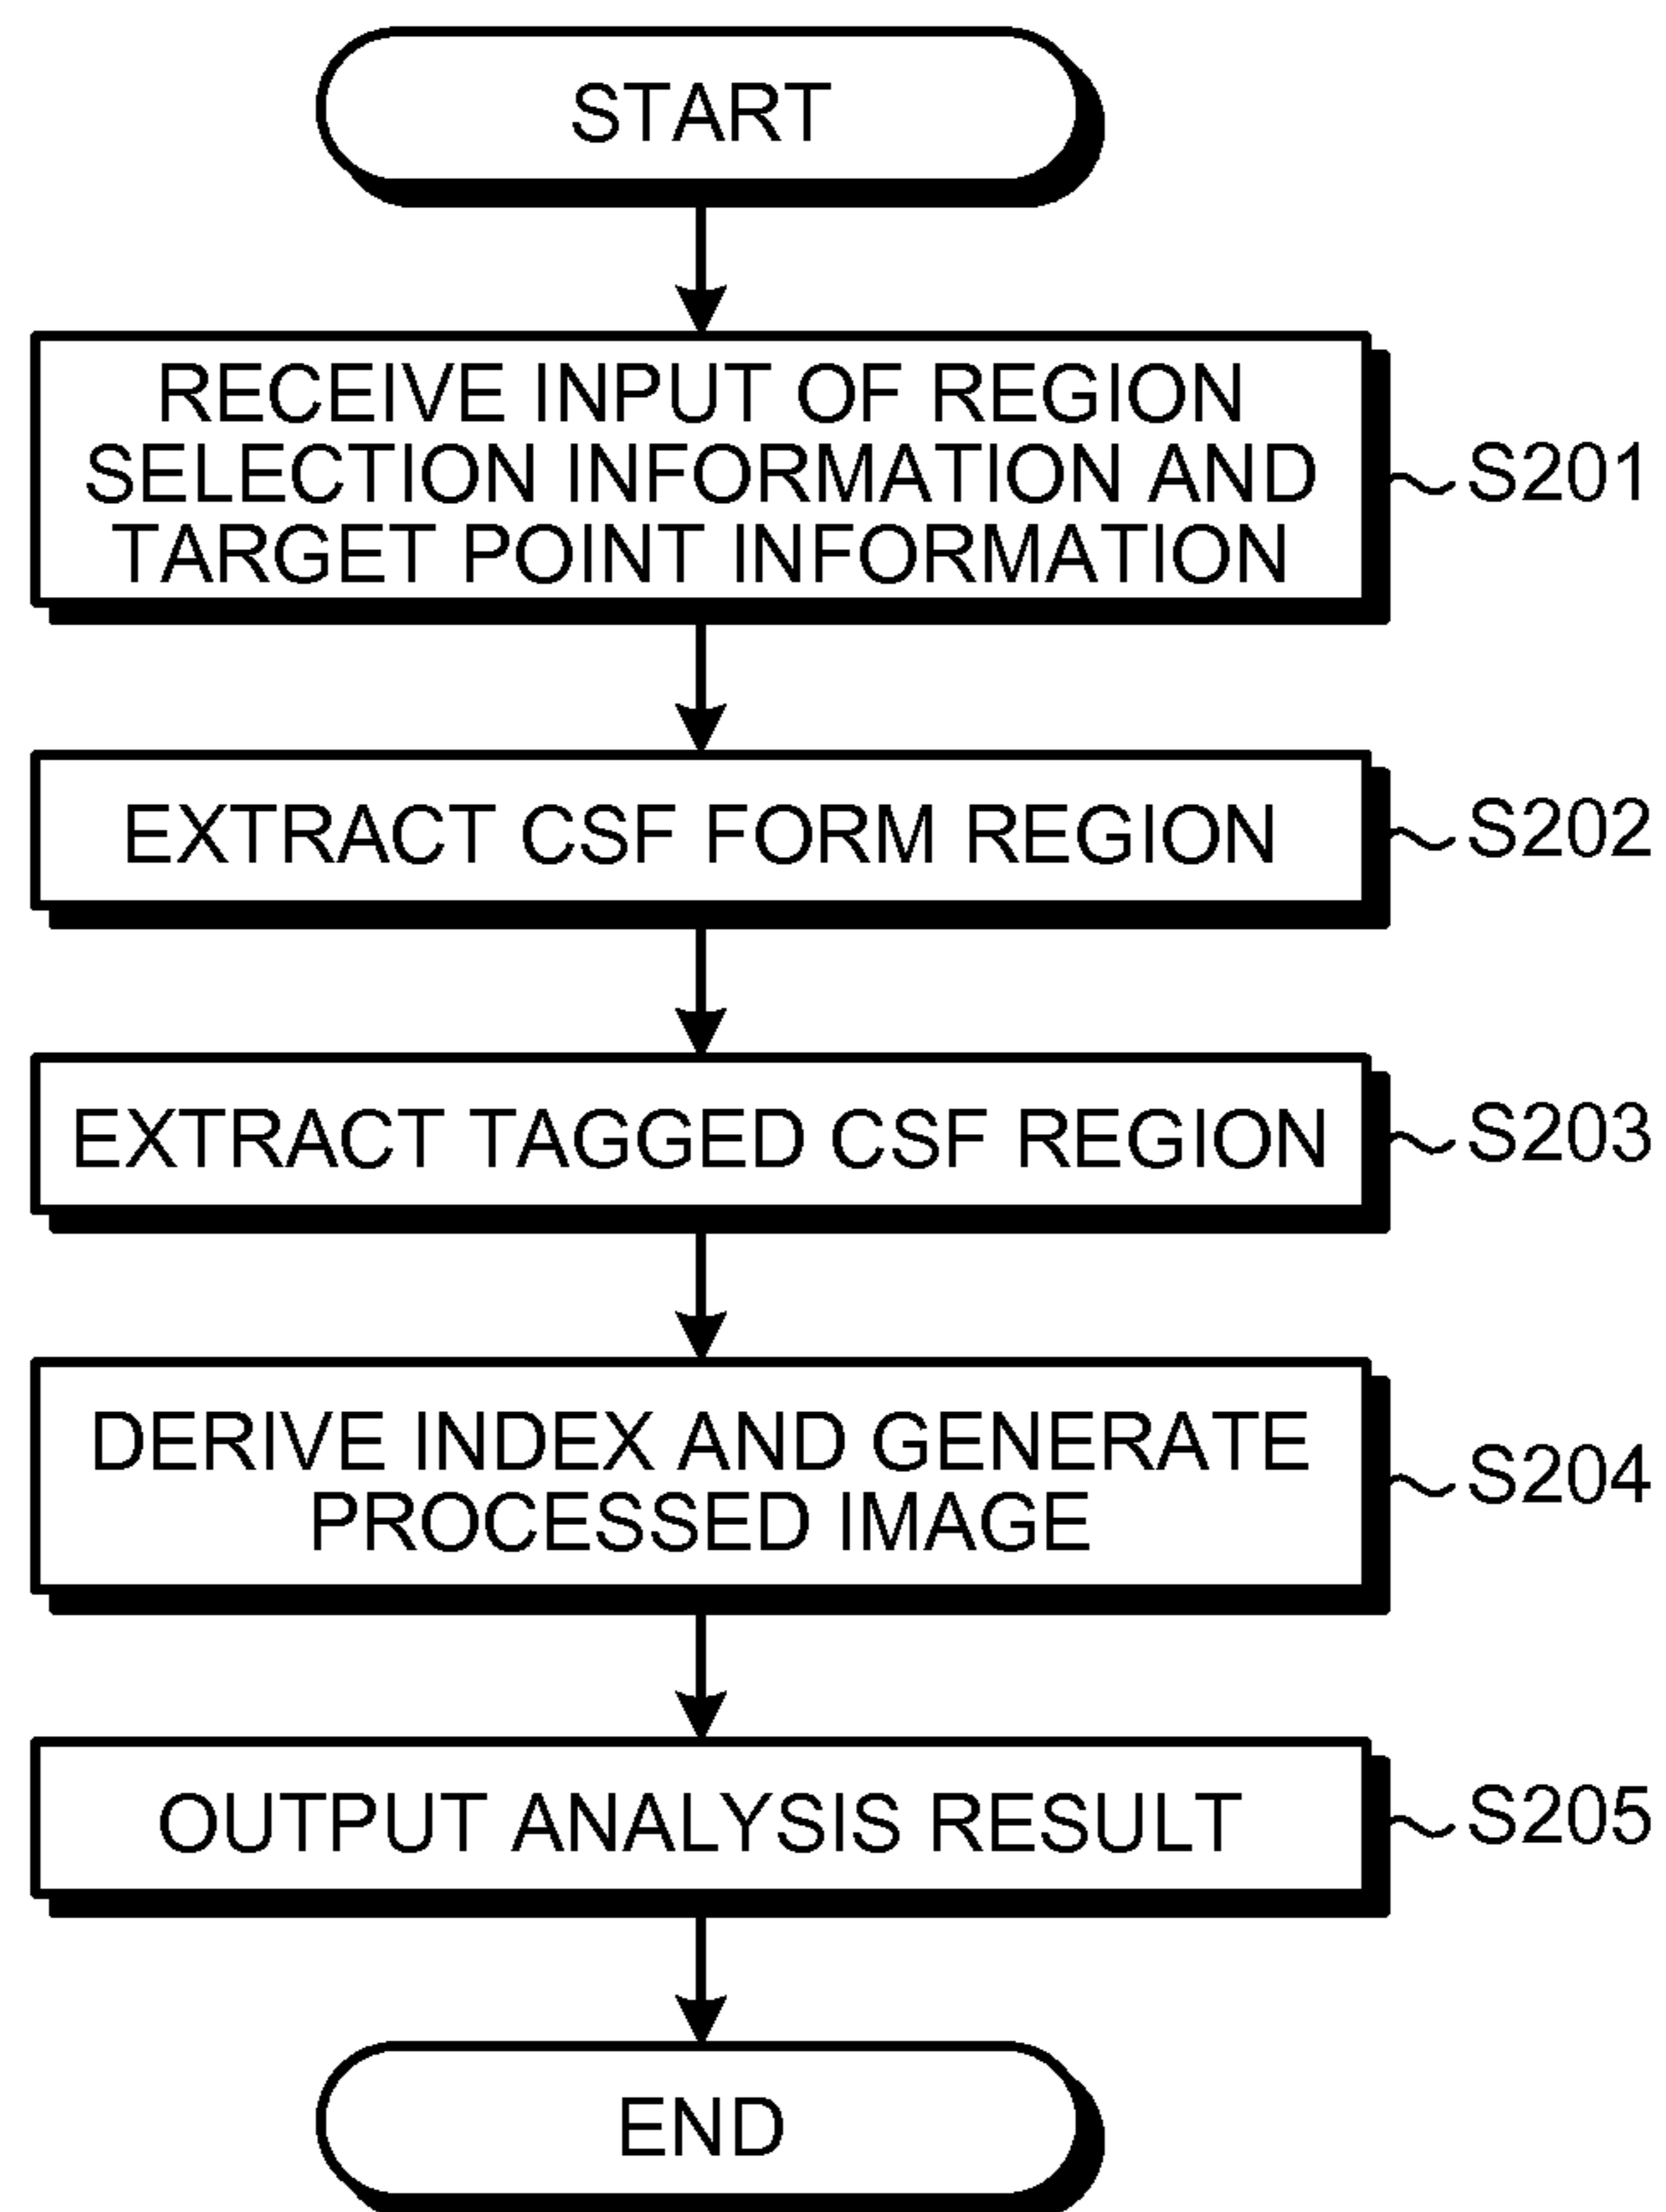 START
RECEIVE INPUT OF REGION
SELECTION INFORMATION AND
TARGET POINT INFORMATION
S201
EXTRACT CSF FORM REGION
S202
EXTRACT TAGGED CSF REGION
S203
DERIVE INDEX AND GENERATE
PROCESSED IMAGE
S204
OUTPUT ANALYSIS RESULT
S205
END